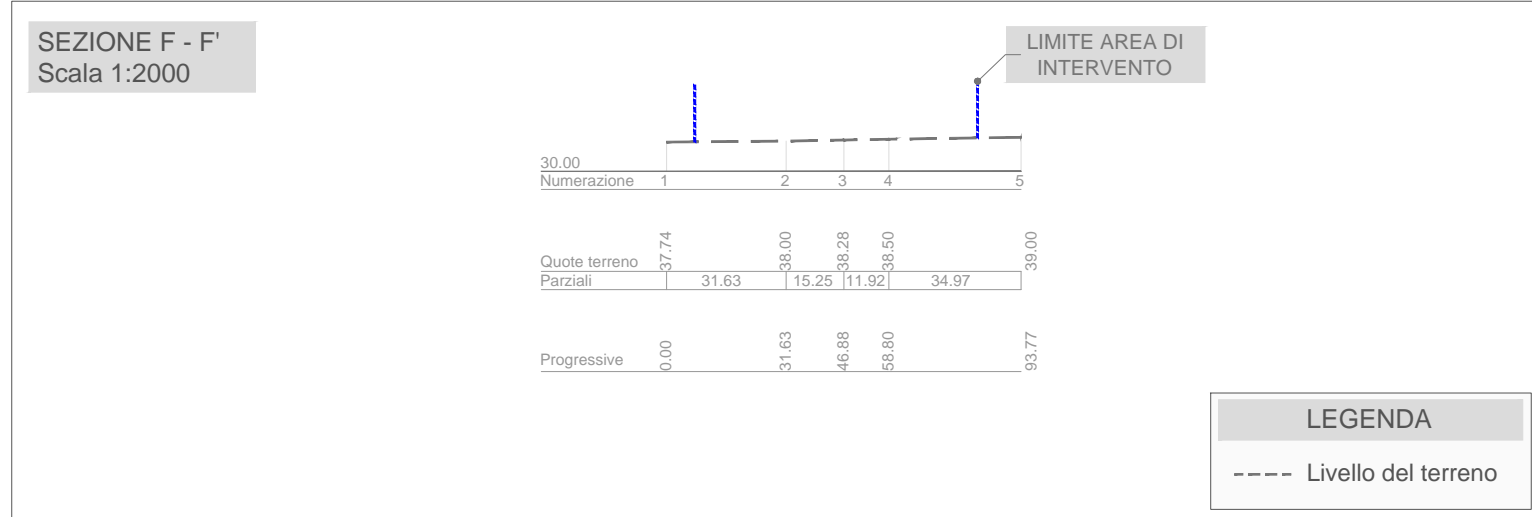 SEZIONE F - F'
Scala 1:2000
LIMITE AREA DI
INTERVENTO
30.00
Numerazione 1 2 3 4 5
Quote terreno 37.74 38.00 38.28 38.50 39.00
Parziali 31.63 15.25 11.92 34.97
Progressive 0.00 31.63 46.88 58.80 93.77
LEGENDA
Livello del terreno